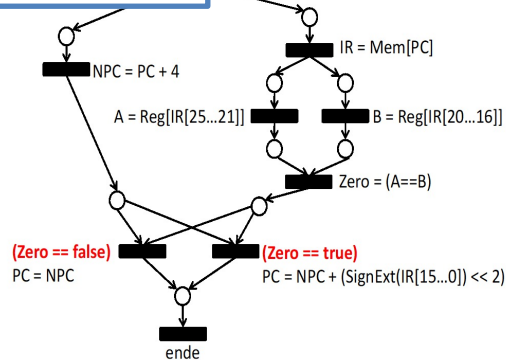 IR = Mem[PC]
NPC = PC + 4
A = Reg[IR[25...21]]
B = Reg[IR[20...16]]
Zero = (A==B)
(Zero == false)
PC = NPC
(Zero == true)
PC = NPC + (SignExt(IR[15...0]) << 2)
ende